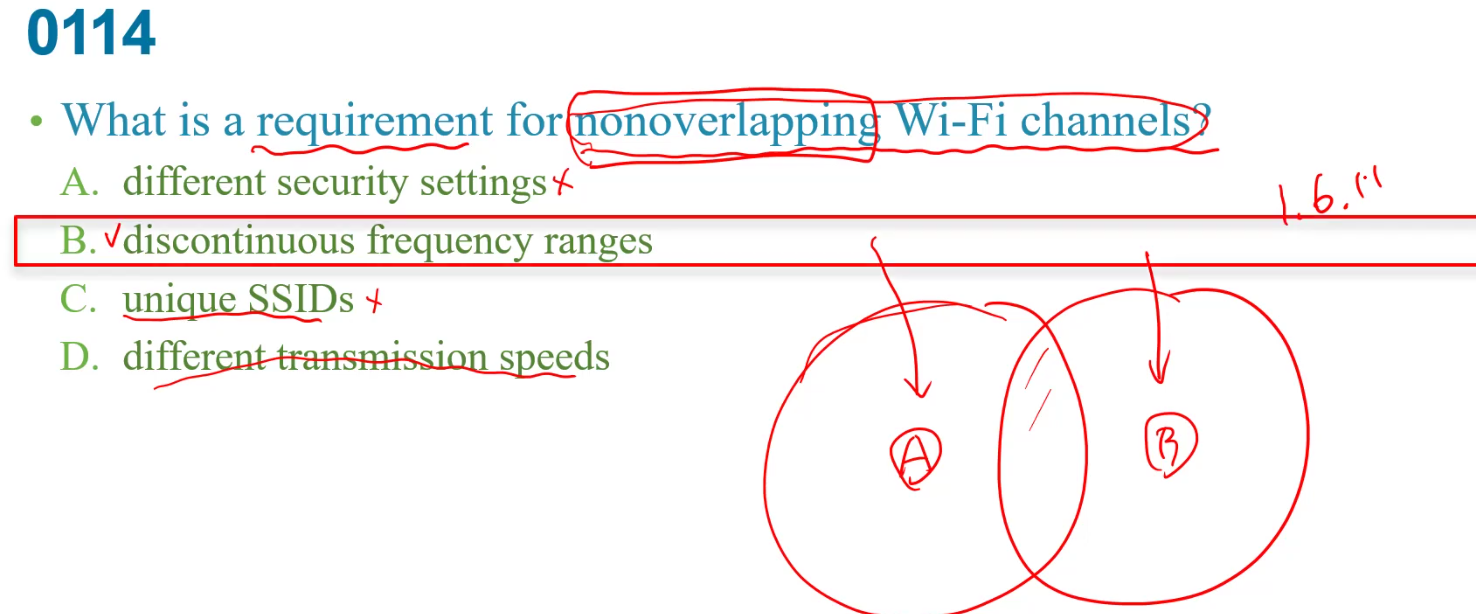 0114
• What is a requirement for nonoverlapping Wi-Fi channels?
A. different security settings
1.6.11
B. discontinuous frequency ranges
C. unique SSIDs
D. different transmission speeds
A
B